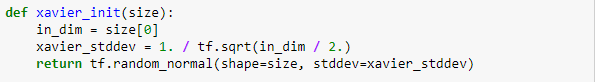 def xavier_init(size):
    in_dim = size[0]
    xavier_stddev = 1. / tf.sqrt(in_dim / 2.)
    return tf.random_normal(shape=size, stddev=xavier_stddev)